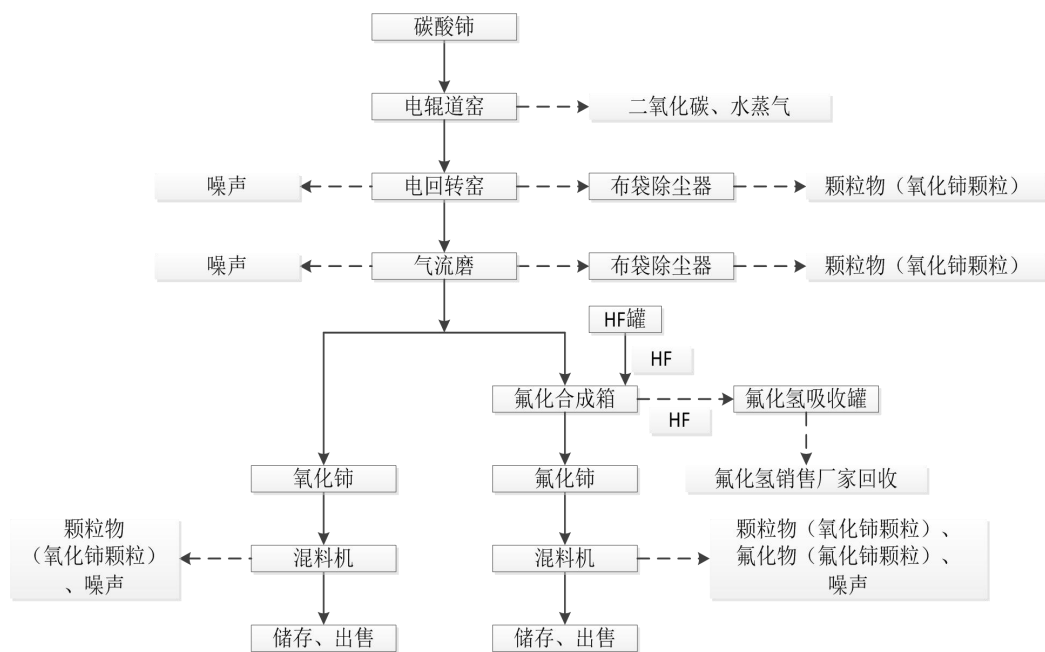 碳酸铈
电辊道窑
二氧化碳、水蒸气
噪声
电回转窑
布袋除尘器
颗粒物（氧化铈颗粒）
噪声
气流磨
布袋除尘器
颗粒物（氧化铈颗粒）
HF罐
HF
氟化合成箱
HF
氟化氢吸收罐
氧化铈
氟化铈
氟化氢销售厂家回收
颗粒物
（氧化铈颗粒）
、噪声
混料机
混料机
颗粒物（氧化铈颗粒）、
氟化物（氟化铈颗粒）、
噪声
储存、出售
储存、出售